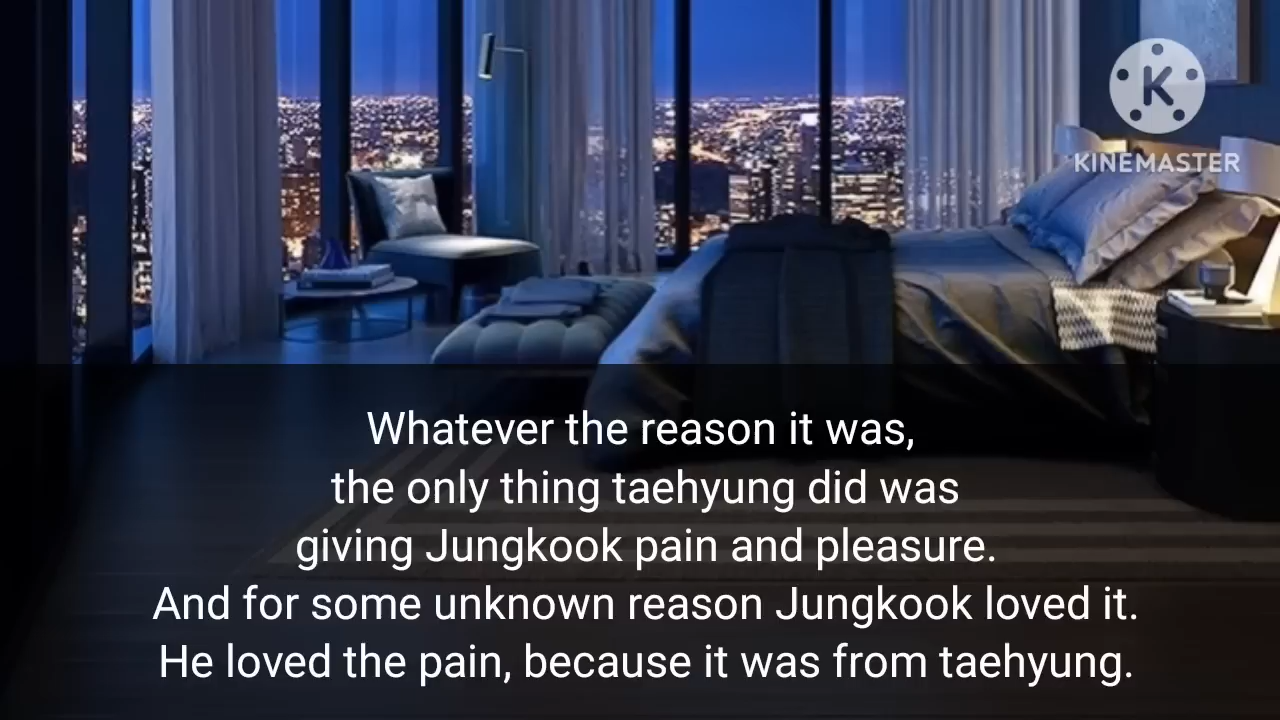 K
KINEMASTER
Whatever the reason it was,
the only thing taehyung did was
giving Jungkook pain and pleasure.
And for some unknown reason Jungkook loved it.
He loved the pain, because it was from taehyung.